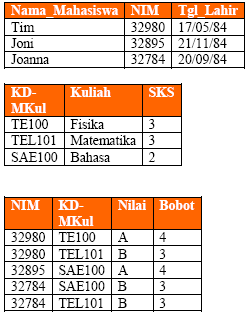 Nama_Mahasiswa NIM Tgl_Lahir
Tim 32980 17/05/84
Joni 32895 21/11/84
Joanna 32784 20/09/84
KD-MKul Kuliah SKS
TE100 Fisika 3
TEL101 Matematika 3
SAE100 Bahasa 2
NIM KD-MKul Nilai Bobot
32980 TE100 A 4
32980 TEL101 B 3
32895 SAE100 A 4
32784 SAE100 B 3
32784 TEL101 B 3